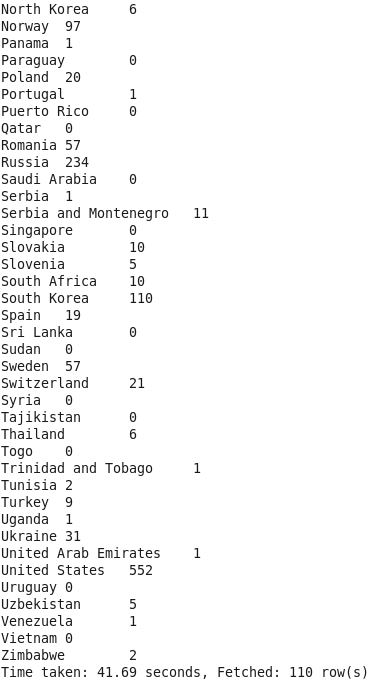 North Korea 6
Norway 97
Panama 1
Paraguay 0
Poland 20
Portugal 1
Puerto Rico 0
Qatar 0
Romania 57
Russia 234
Saudi Arabia 0
Serbia 1
Serbia and Montenegro 11
Singapore 0
Slovakia 10
Slovenia 5
South Africa 10
South Korea 110
Spain 19
Sri Lanka 0
Sudan 0
Sweden 57
Switzerland 21
Syria 0
Tajikistan 0
Thailand 6
Togo 0
Trinidad and Tobago 1
Tunisia 2
Turkey 9
Uganda 1
Ukraine 31
United Arab Emirates 1
United States 552
Uruguay 0
Uzbekistan 5
Venezuela 1
Vietnam 0
Zimbabwe 2
Time taken: 41.69 seconds, Fetched: 110 row(s)